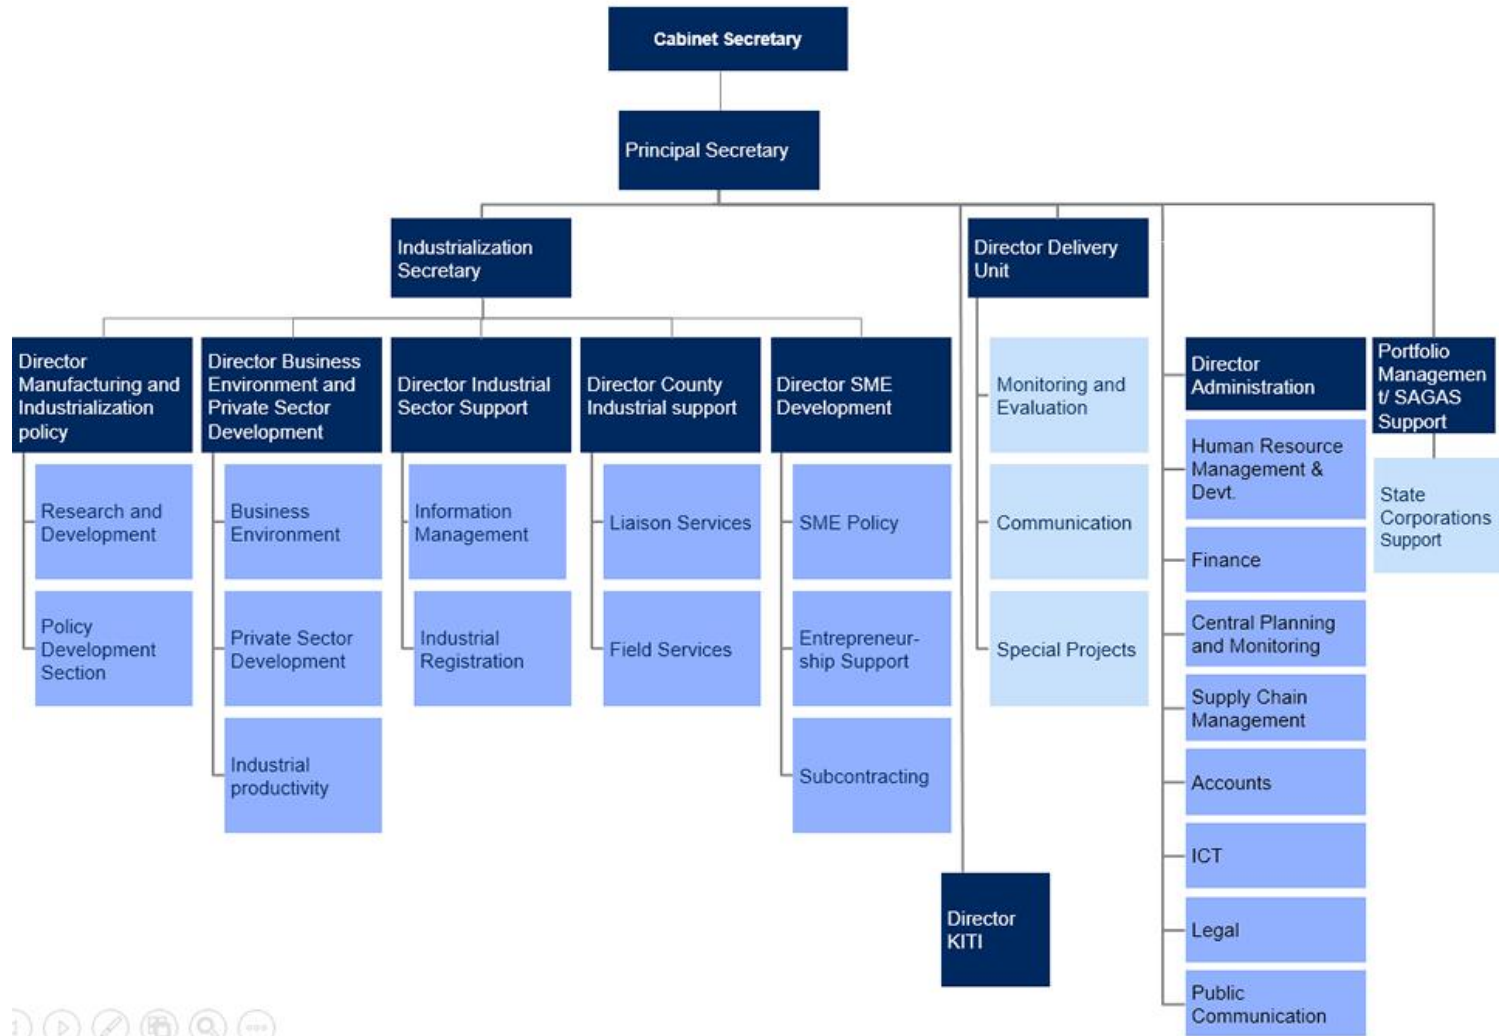 Cabinet Secretary
Principal Secretary
Industrialization
Secretary
Director Delivery
Unit
Director
Manufacturing and
Industrialization
policy
Director Business
Environment and
Private Sector
Development
Director Industrial
Sector Support
Director County
Industrial support
Director SME
Development
Monitoring and
Evaluation
Director
Administration
Portfolio
Managemen
t/ SAGAS
Support
Research and
Development
Business
Environment
Information
Management
Liaison Services
SME Policy
Communication
Human Resource
Management &
Devt.
State
Corporations
Support
Finance
Policy
Development
Section
Private Sector
Development
Industrial
Registration
Field Services
Entrepreneur-
ship Support
Special Projects
Central Planning
and Monitoring
Supply Chain
Management
Industrial
productivity
Subcontracting
Accounts
ICT
Director
KITI
Legal
Public
Communication